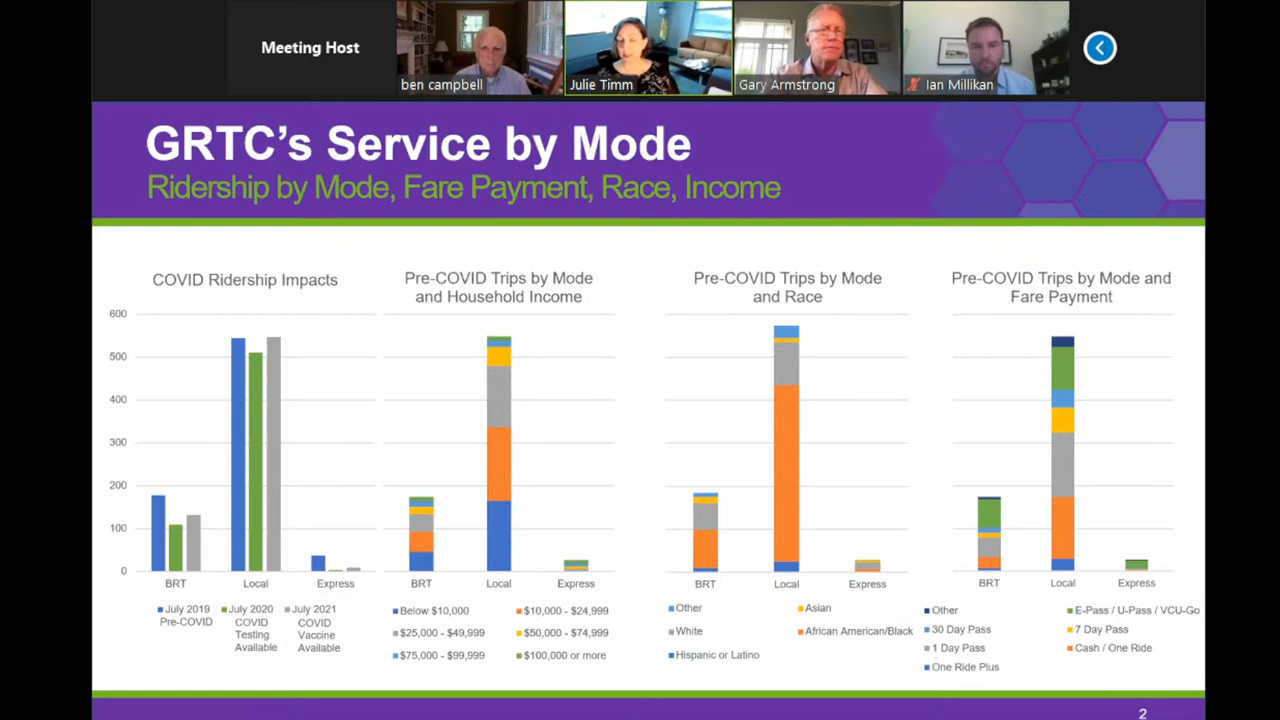 Meeting Host
ben campbell
Julie Timm
Gary Armstrong
Ian Millikan
GRTC's Service by Mode
Ridership by Mode, Fare Payment, Race, Income
COVID Ridership Impacts
600
500
400
300
200
100
0
BRT
Local
Express
July 2019
Pre-COVID
July 2020
COVID
Testing
Available
July 2021
COVID
Vaccine
Available
Pre-COVID Trips by Mode
and Household Income
BRT
Local
Express
Below $10,000
$10,000 - $24,999
$25,000 - $49,999
$50,000 - $74,999
$75,000 - $99,999
$100,000 or more
Pre-COVID Trips by Mode
and Race
BRT
Local
Express
Other
Asian
White
African American/Black
Hispanic or Latino
Pre-COVID Trips by Mode and
Fare Payment
BRT
Local
Express
Other
E-Pass / U-Pass / VCU-Go
30 Day Pass
7 Day Pass
1 Day Pass
Cash / One Ride
One Ride Plus
2